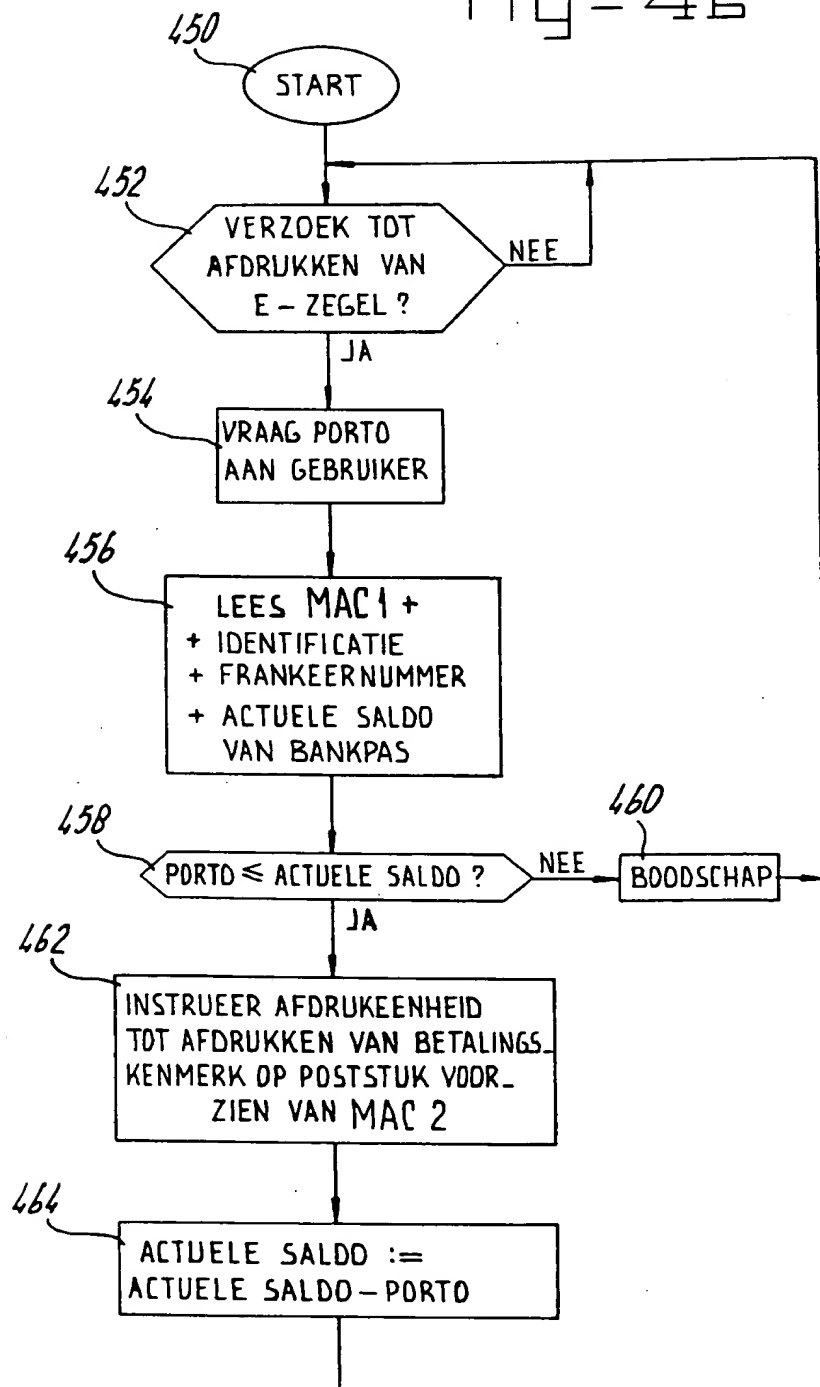 Fig-4B
450
START
452
VERZOEK TOT
AFDRUKKEN VAN
E-ZEGEL?
NEE
JA
454
VRAAG PORTO
AAN GEBRUIKER
456
LEES MAC1 +
+ IDENTIFICATIE
+ FRANKEERNUMMER
+ ACTUELE SALDO
VAN BANKPAS
458
PORTO ≤ ACTUELE SALDO?
NEE
460
BOODSCHAP
JA
462
INSTRUEER AFDRUKEENHEID
TOT AFDRUKKEN VAN BETALINGS_
KENMERK OP POSTSTUK VOOR_
ZIEN VAN MAC 2
464
ACTUELE SALDO :=
ACTUELE SALDO-PORTO